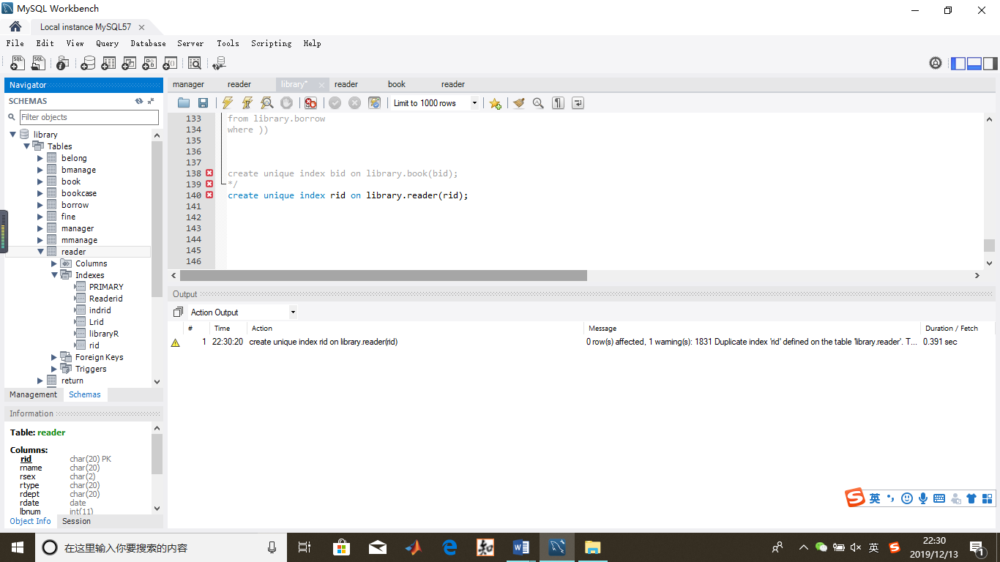 MySQL Workbench
Local instance MySQL57
File Edit View Query Database Server Tools Scripting Help
Navigator
SCHEMAS
Filter objects
library
Tables
belong
bmanage
book
bookcase
borrow
fine
manager
mmanage
reader
Columns
Indexes
PRIMARY
Readerid
indrid
Lrid
libraryR
rid
Foreign Keys
Triggers
return
Management Schemas
Information
Table: reader
Columns:
rid char(20) PK
rname char(20)
rsex char(2)
rtype char(20)
rdept char(20)
rdate date
lbnum int(11)
Object Info Session
manager reader library* reader book reader
Limit to 1000 rows
133 from library.borrow
134 where ))
135
136
137
138 create unique index bid on library.book(bid);
139 */
140 create unique index rid on library.reader(rid);
141
142
143
144
145
146
Output
Action Output
# Time Action Message Duration / Fetch
1 22:30:20 create unique index rid on library.reader(rid) 0 row(s) affected, 1 warning(s): 1831 Duplicate index 'rid' defined on the table 'library.reader'. T... 0.391 sec
英
在这里输入你要搜索的内容
知
英
22:30
2019/12/13
1